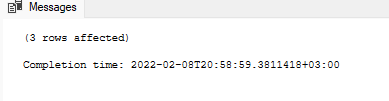 Messages
(3 rows affected)
Completion time: 2022-02-08T20:58:59.3811418+03:00